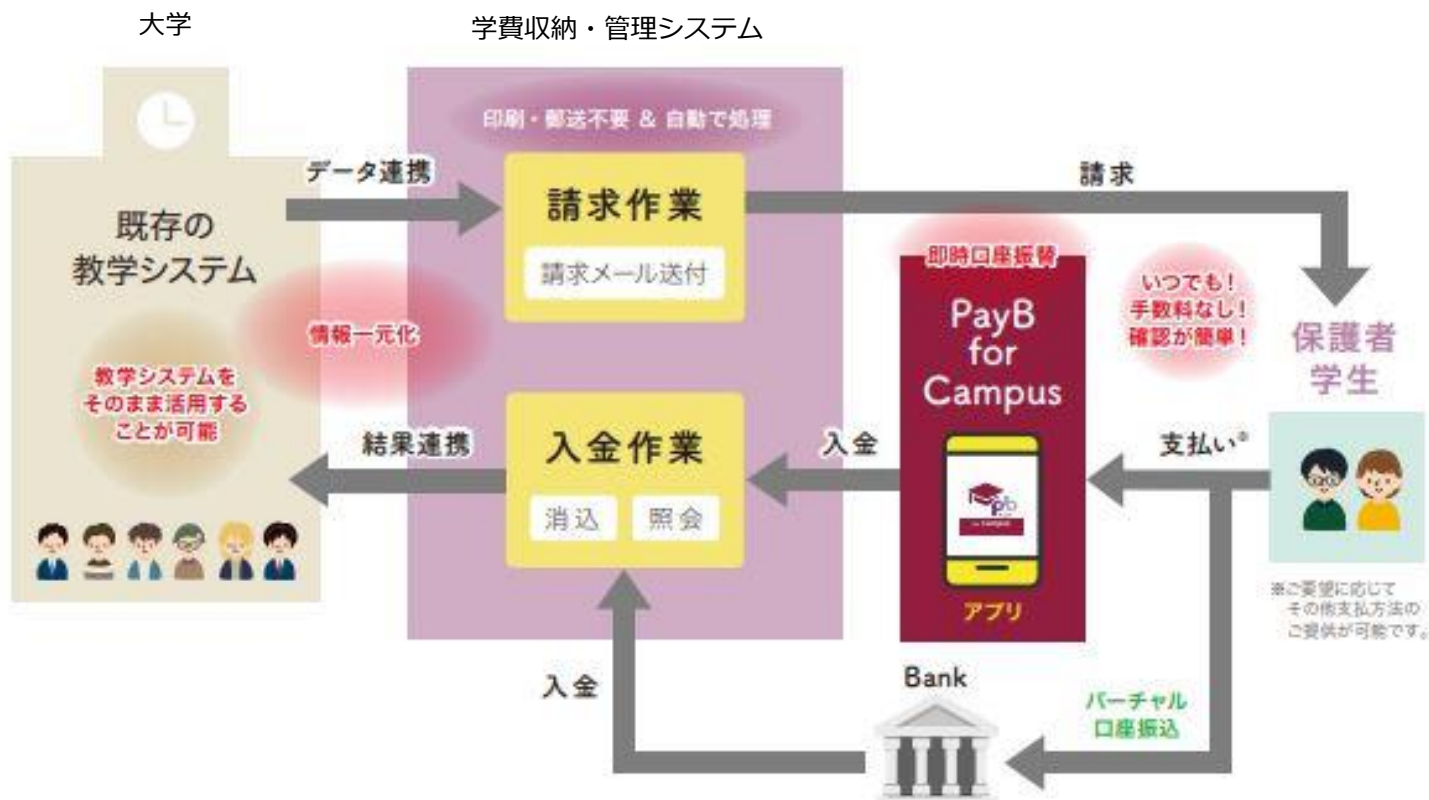 大学
学費収納・管理システム
印刷・郵送不要 & 自動で処理
データ連携
請求作業
請求メール送付
請求
既存の
教学システム
情報一元化
教学システムを
そのまま活用する
ことが可能
即時口座振替
PayB
for
Campus
いつでも!
手数料なし!
確認が簡単!
保護者
学生
結果連携
入金作業
消込
照会
入金
支払い※
pb
for campus
アプリ
※ご要望に応じて
その他支払方法の
ご提供が可能です。
入金
Bank
バーチャル
口座振込